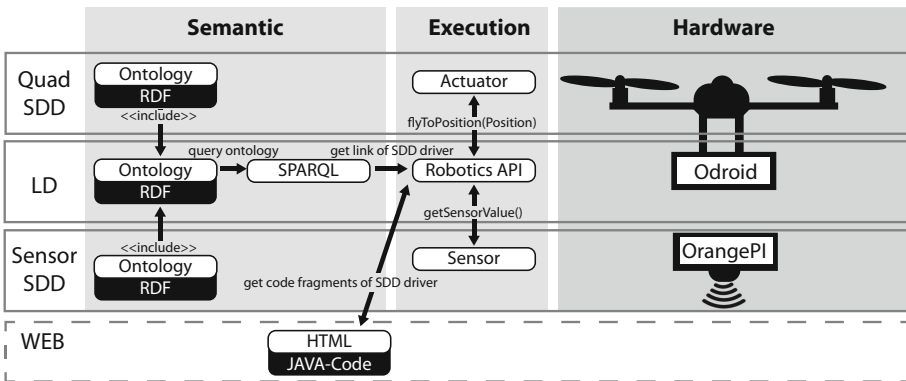 Semantic
Execution
Hardware
Quad
SDD
Ontology
RDF
<<include>>
Actuator
flyToPosition(Position)
LD
query ontology
get link of SDD driver
Ontology
RDF
SPARQL
Robotics API
Odroid
getSensorValue()
Sensor
SDD
<<include>>
Ontology
RDF
Sensor
get code fragments of SDD driver
OrangePI
WEB
HTML
JAVA-Code